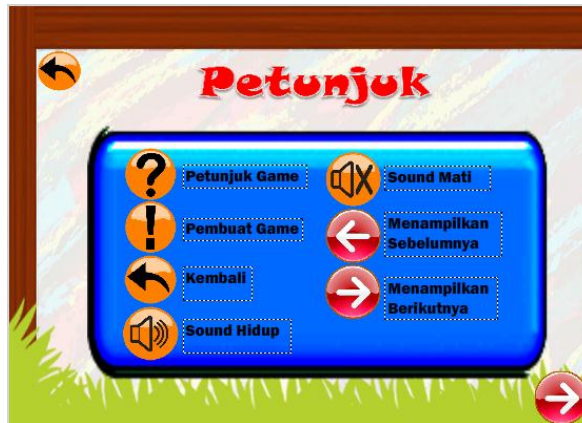 Petunjuk
Petunjuk Game
Pembuat Game
Kembali
Sound Hidup
Sound Mati
Menampilkan
Sebelumnya
Menampilkan
Berikutnya